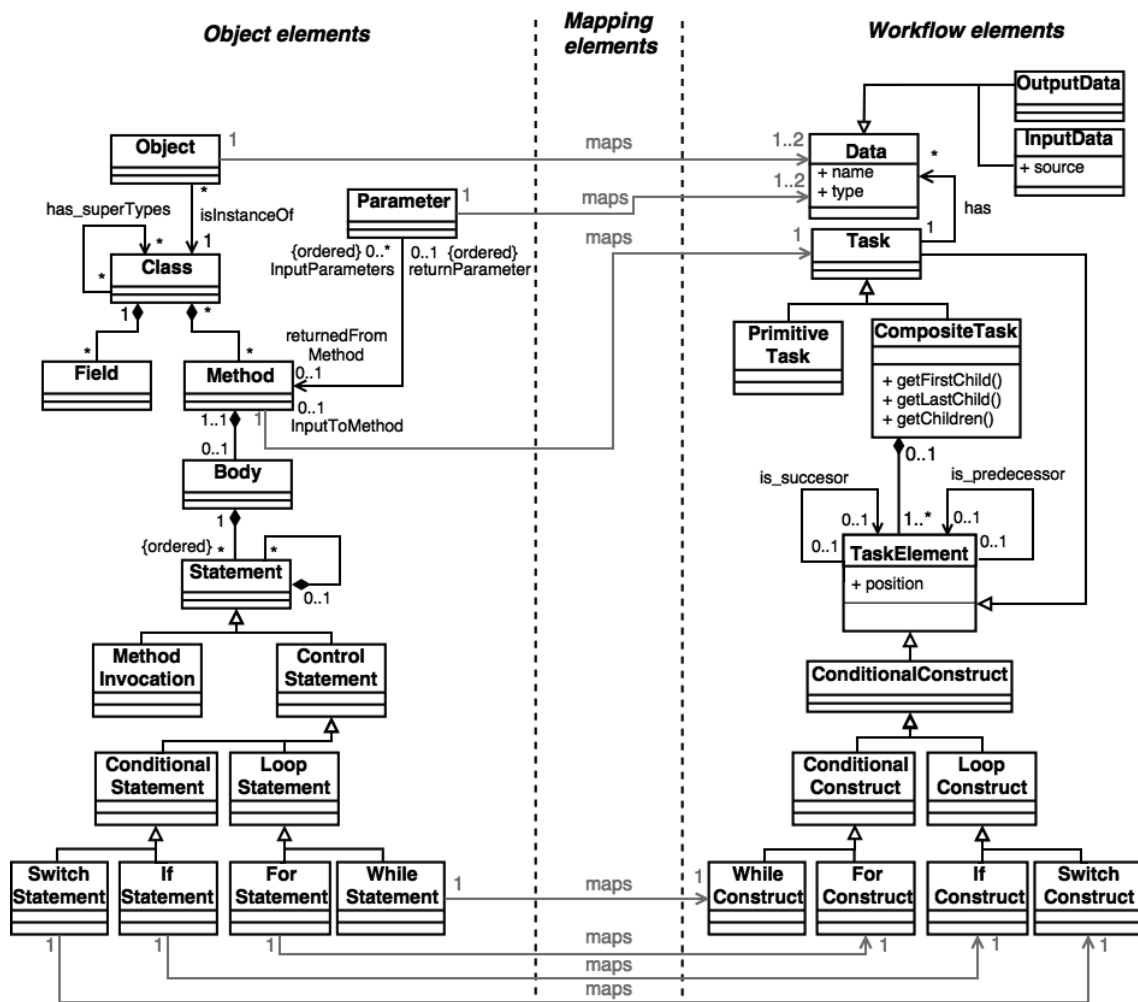 Object elements
Mapping
elements
Workflow elements
OutputData
InputData
+ source
Object
1
maps
1..2
Data
+ name
+ type
*
has
1
*
isInstanceOf
1
has_superTypes
*
*
Class
Parameter
1
maps
1..2
{ordered} 0..*
InputParameters
0..1 {ordered}
returnParameter
maps
1
Task
1
*
*
*
Field
Method
returnedFrom
Method
0..1
0..1
InputToMethod
1
Primitive
Task
CompositeTask
+ getFirstChild()
+ getLastChild()
+ getChildren()
1..1
0..1
Body
1
{ordered} *
*
Statement
0..1
0..1
1..*
is_succesor
0..1
0..1
is_predecessor
0..1
0..1
TaskElement
+ position
Method
Invocation
Control
Statement
ConditionalConstruct
Conditional
Statement
Loop
Statement
Conditional
Construct
Loop
Construct
Switch
Statement
If
Statement
For
Statement
While
Statement
1
maps
1
While
Construct
For
Construct
If
Construct
Switch
Construct
1
1
1
maps
1
1
1
maps
maps